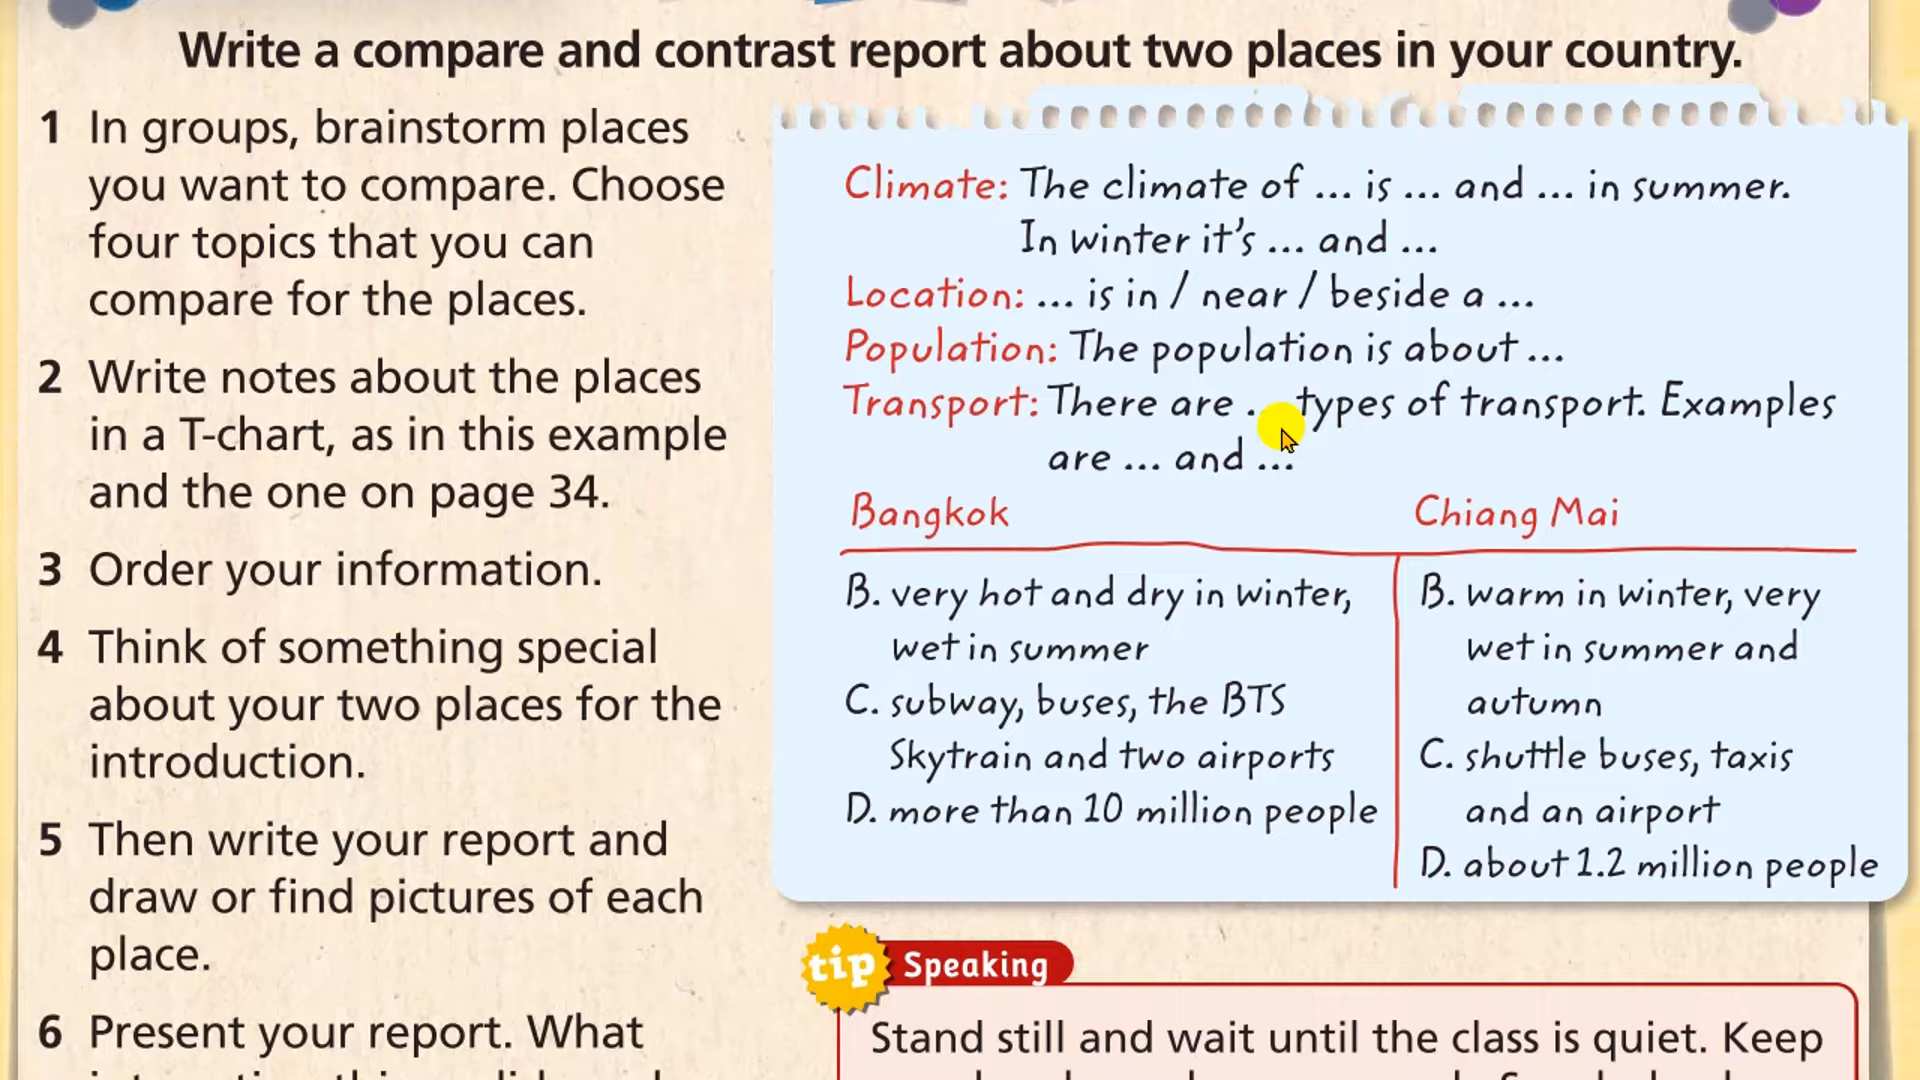 Write a compare and contrast report about two places in your country.
1 In groups, brainstorm places
you want to compare. Choose
four topics that you can
compare for the places.
2 Write notes about the places
in a T-chart, as in this example
and the one on page 34.
3 Order your information.
4 Think of something special
about your two places for the
introduction.
5 Then write your report and
draw or find pictures of each
place.
6 Present your report. What
Climate: The climate of ... is ... and ... in summer.
In winter it's ... and ...
Location: ... is in / near / beside a ...
Population: The population is about ...
Transport: There are . types of transport. Examples
are ... and ...
Bangkok
B. very hot and dry in winter,
wet in summer
C. subway, buses, the BTS
Skytrain and two airports
D. more than 10 million people
Chiang Mai
B. warm in winter, very
wet in summer and
autumn
C. shuttle buses, taxis
and an airport
D. about 1.2 million people
tip Speaking
Stand still and wait until the class is quiet. Keep